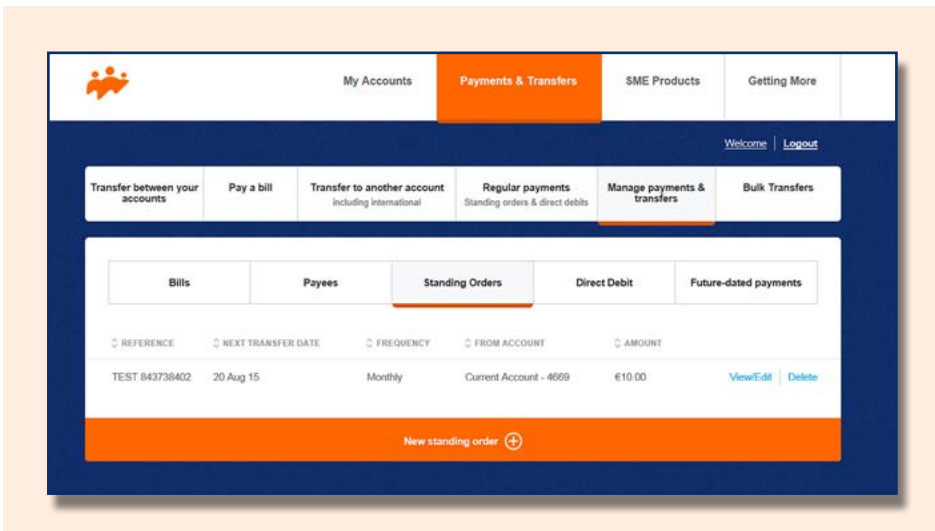 My Accounts Payments & Transfers SME Products Getting More
Welcome Logout
Transfer between your accounts
Pay a bill
Transfer to another account
including international
Regular payments
Standing orders & direct debits
Manage payments & transfers
Bulk Transfers
Bills Payees Standing Orders Direct Debit Future-dated payments
REFERENCE NEXT TRANSFER DATE FREQUENCY FROM ACCOUNT AMOUNT
TEST 843738402 20 Aug 15 Monthly Current Account - 4669 €10.00 View/Edit Delete
New standing order